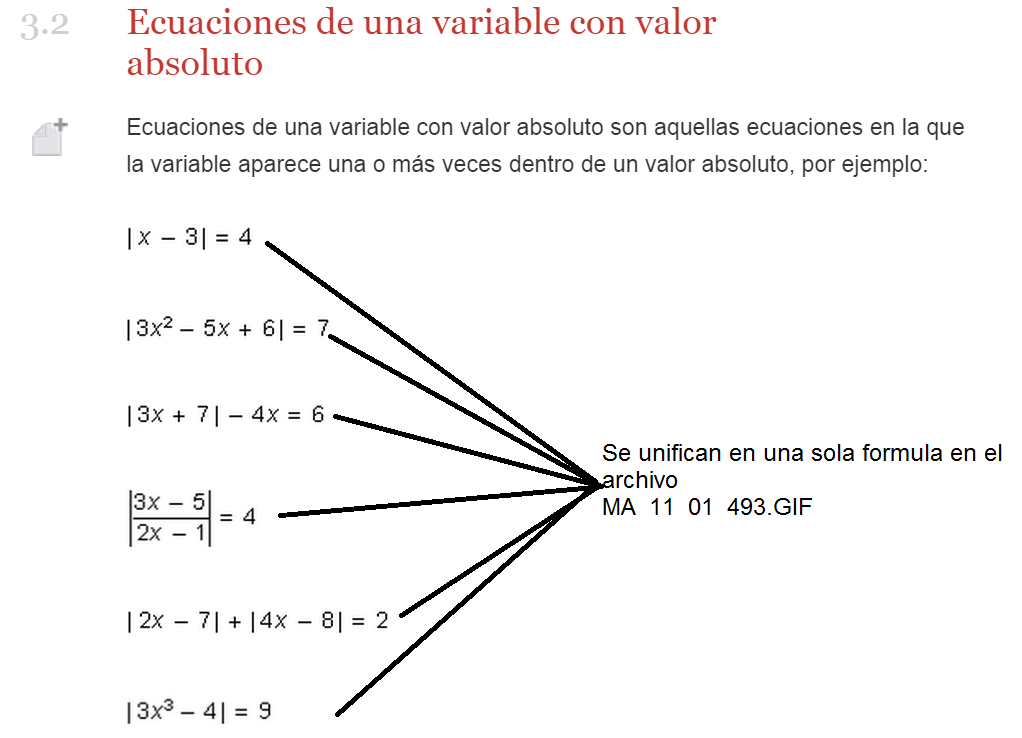 3.2 Ecuaciones de una variable con valor
absoluto
Ecuaciones de una variable con valor absoluto son aquellas ecuaciones en la que
la variable aparece una o más veces dentro de un valor absoluto, por ejemplo:
|x − 3| = 4
|3x² − 5x + 6| = 7
|3x + 7| − 4x = 6
|(3x − 5)/(2x − 1)| = 4
|2x − 7| + |4x − 8| = 2
|3x³ − 4| = 9
Se unifican en una sola formula en el
archivo
MA 11 01 493.GIF